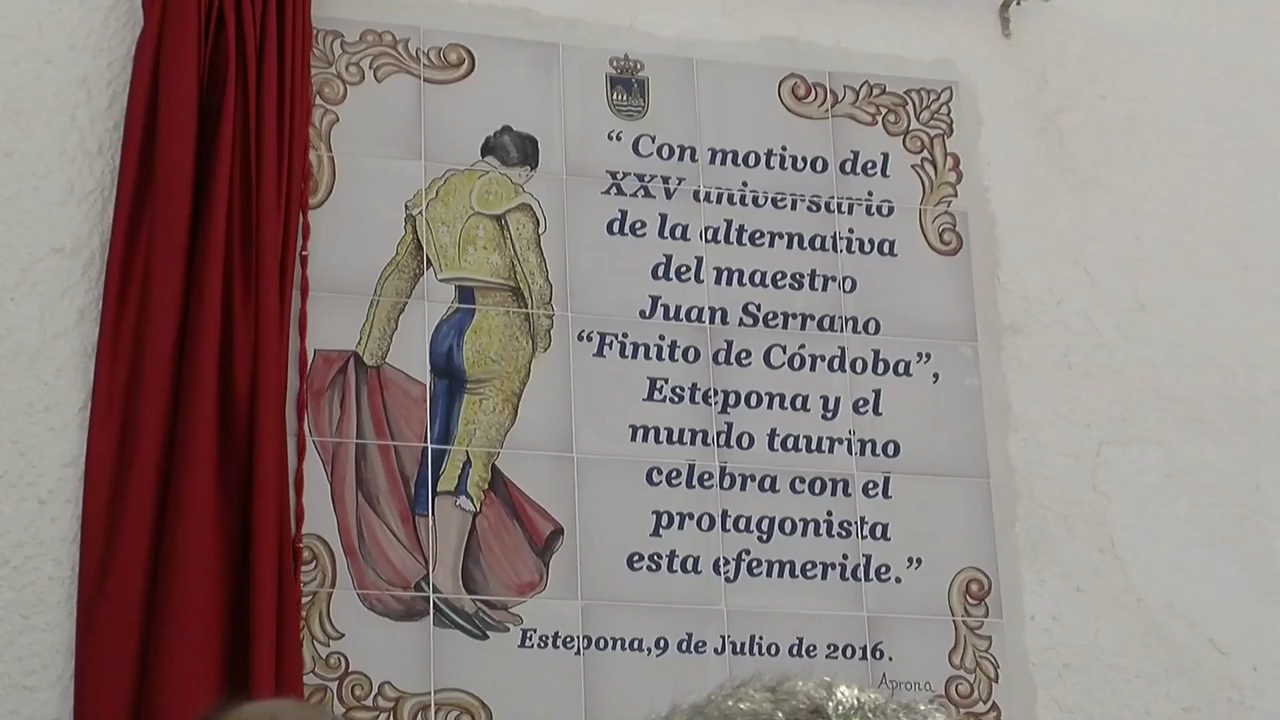 “ Con motivo del
XXV aniversario
de la alternativa
del maestro
Juan Serrano
“Finito de Córdoba”,
Estepona y el
mundo taurino
celebra con el
protagonista
esta efemeride.”
Estepona,9 de Julio de 2016.
Aprona